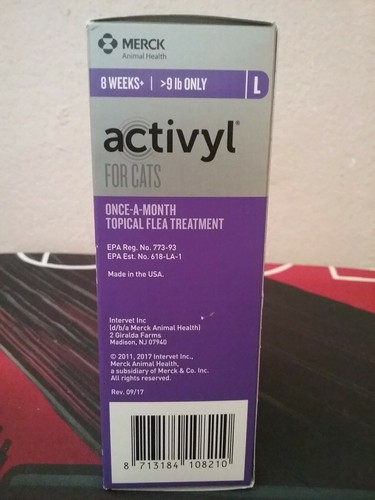 MERCK
Animal Health
8 WEEKS+ | >9 lb ONLY L
activyl®
FOR CATS
ONCE-A-MONTH
TOPICAL FLEA TREATMENT
EPA Reg. No. 773-93
EPA Est. No. 618-LA-1
Made in the USA.
Intervet Inc
(d/b/a Merck Animal Health)
2 Giralda Farms
Madison, NJ 07940
© 2011, 2017 Intervet Inc.,
Merck Animal Health,
a subsidiary of Merck & Co. Inc.
All rights reserved.
Rev. 09/17
8 713184 108210